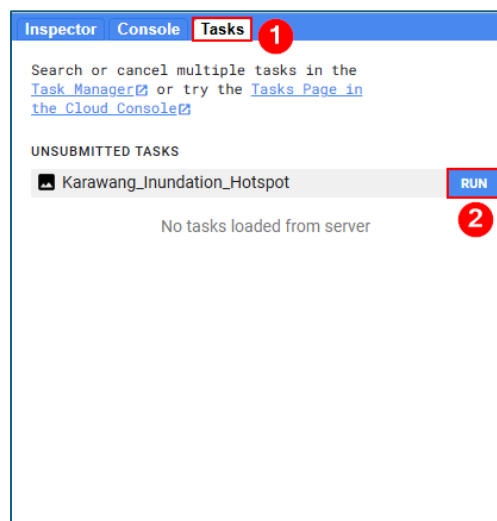 Inspector Console Tasks 1
Search or cancel multiple tasks in the
Task Manager or try the Tasks Page in
the Cloud Console
UNSUBMITTED TASKS
Karawang_Inundation_Hotspot RUN
2
No tasks loaded from server